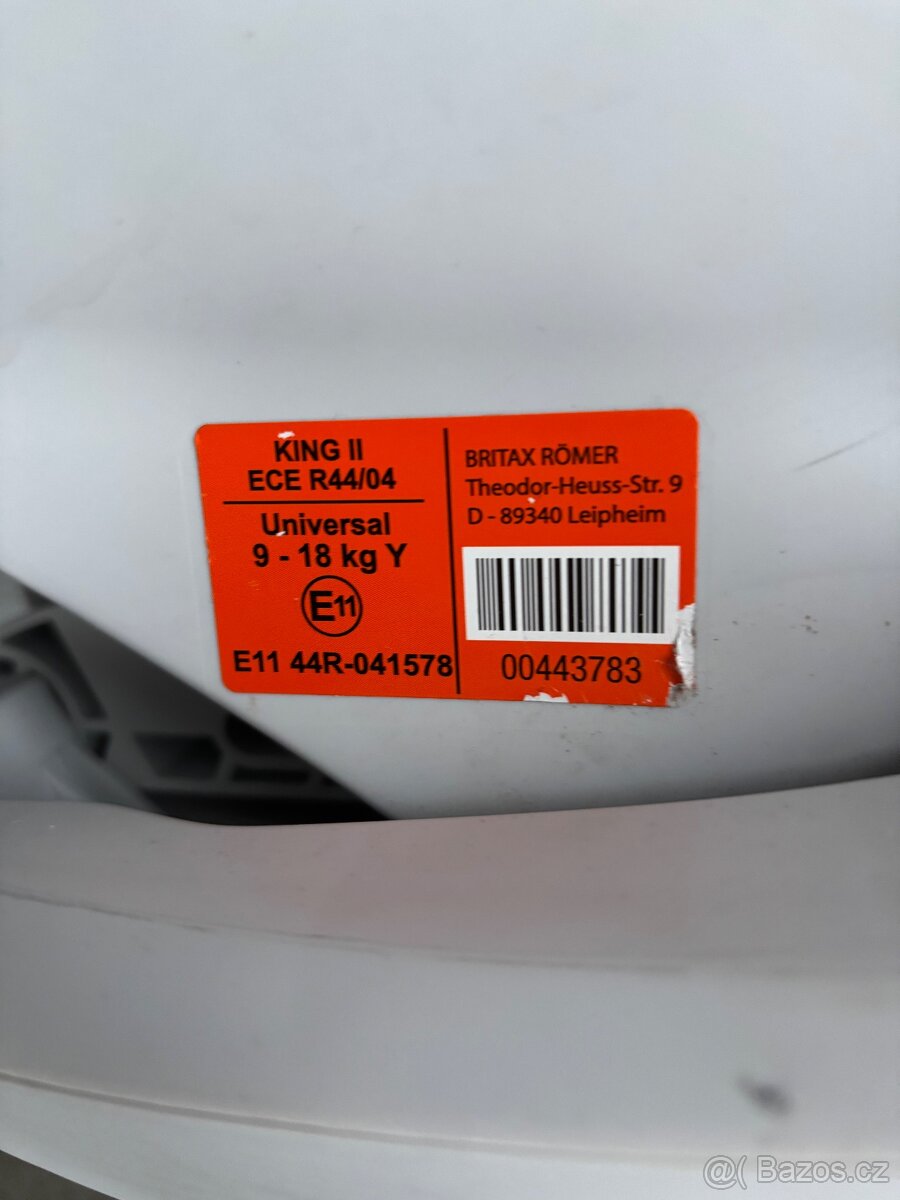 KING II
ECE R44/04
Universal
9 - 18 kg Y
E11
E11 44R-041578
BRITAX RÖMER
Theodor-Heuss-Str. 9
D - 89340 Leipheim
00443783
@( Bazos.cz